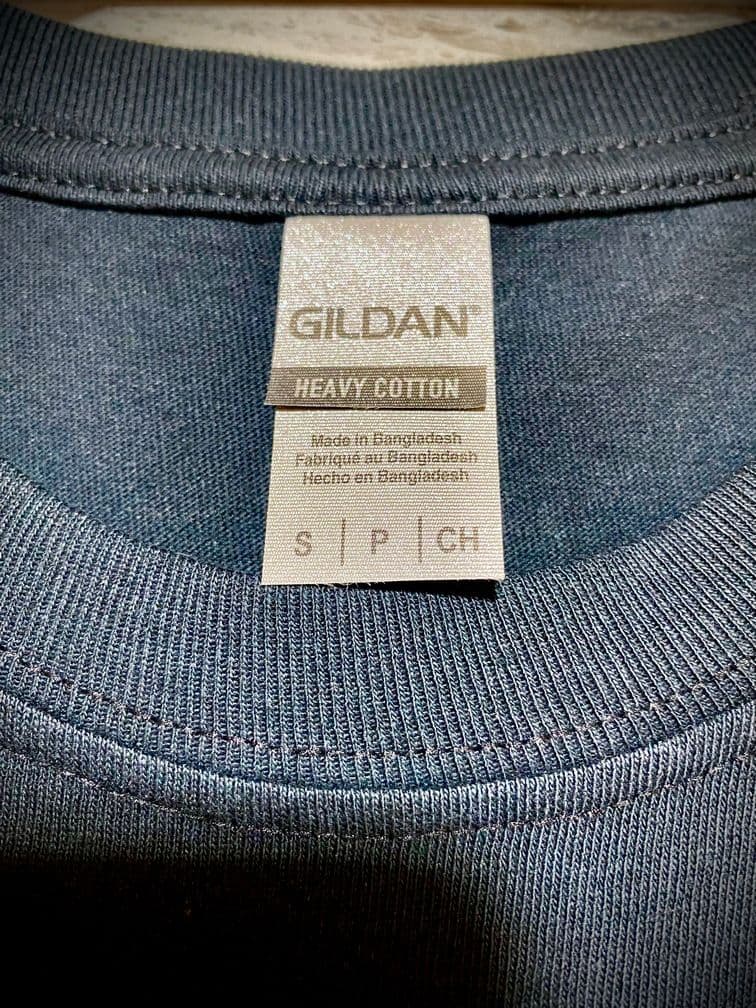 GILDAN®
HEAVY COTTON
Made in Bangladesh
Fabriqué au Bangladesh
Hecho en Bangladesh
S | P | CH